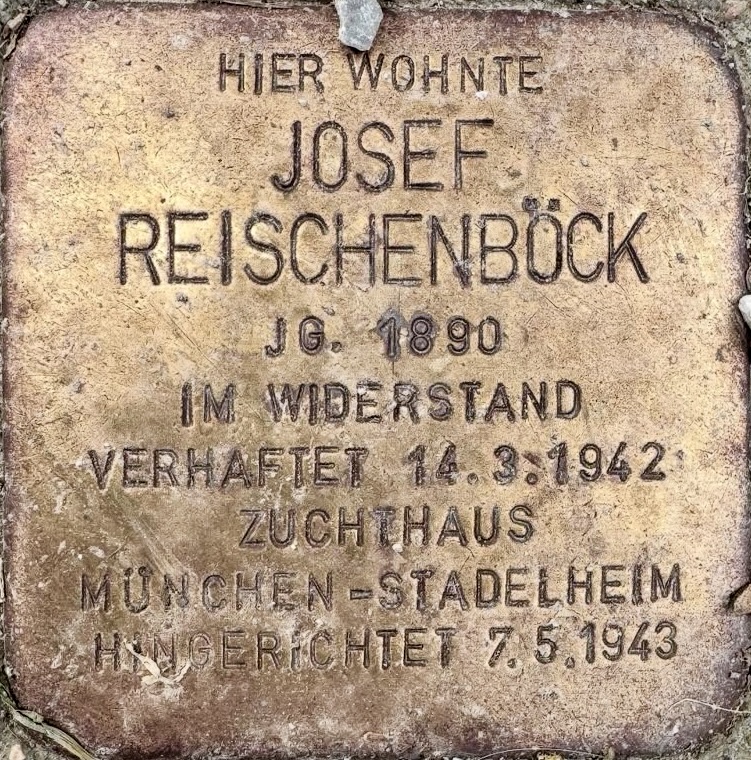 HIER WOHNTE
JOSEF
REISCHENBÖCK
JG. 1890
IM WIDERSTAND
VERHAFTET 14.3.1942
ZUCHTHAUS
MÜNCHEN-STADELHEIM
HINGERICHTET 7.5.1943